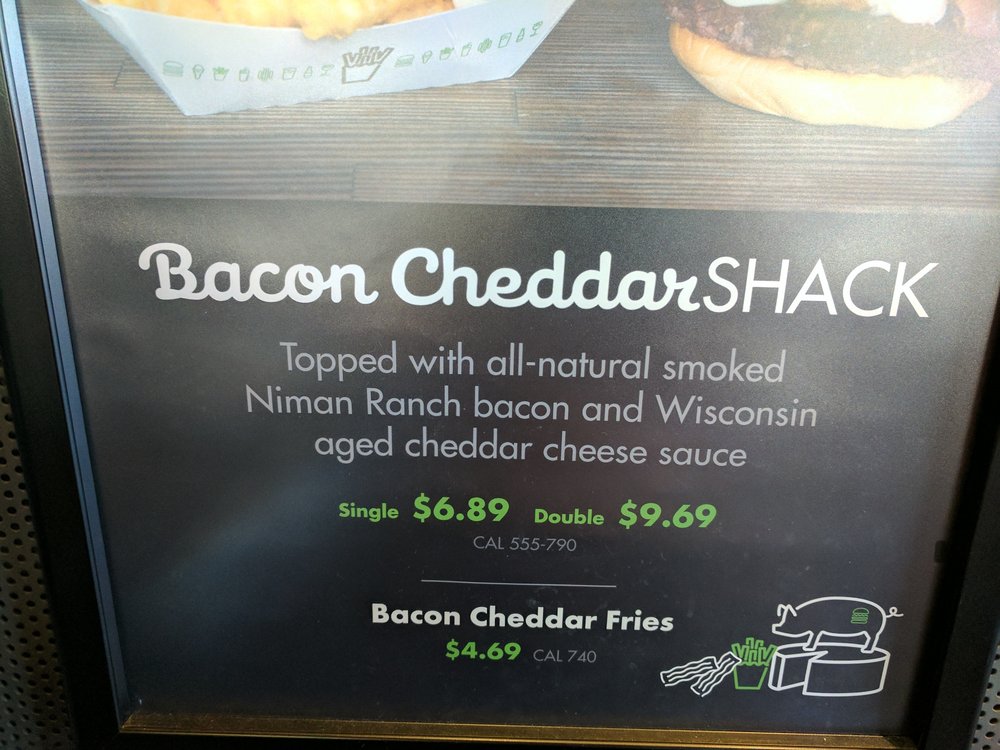 Bacon CheddarSHACK
Topped with all-natural smoked
Niman Ranch bacon and Wisconsin
aged cheddar cheese sauce
Single $6.89 Double $9.69
CAL 555-790
Bacon Cheddar Fries
$4.69 CAL 740